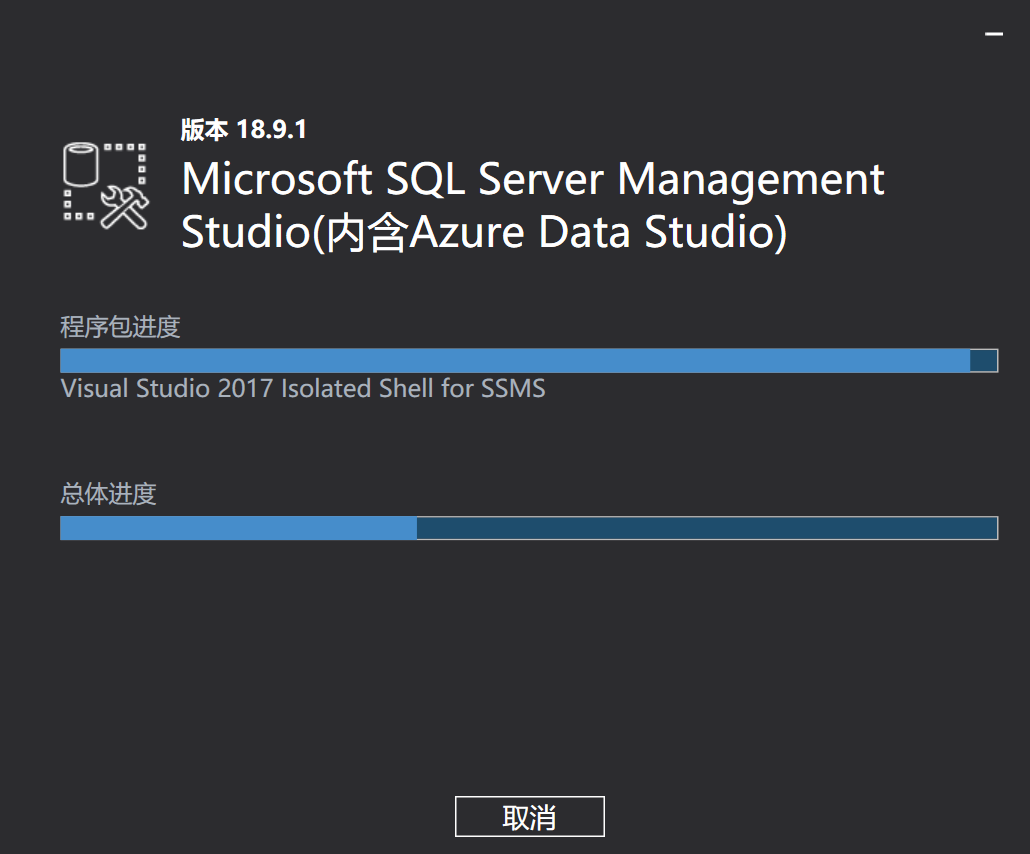 版本 18.9.1
Microsoft SQL Server Management
Studio(内含Azure Data Studio)
程序包进度
Visual Studio 2017 Isolated Shell for SSMS
总体进度
取消